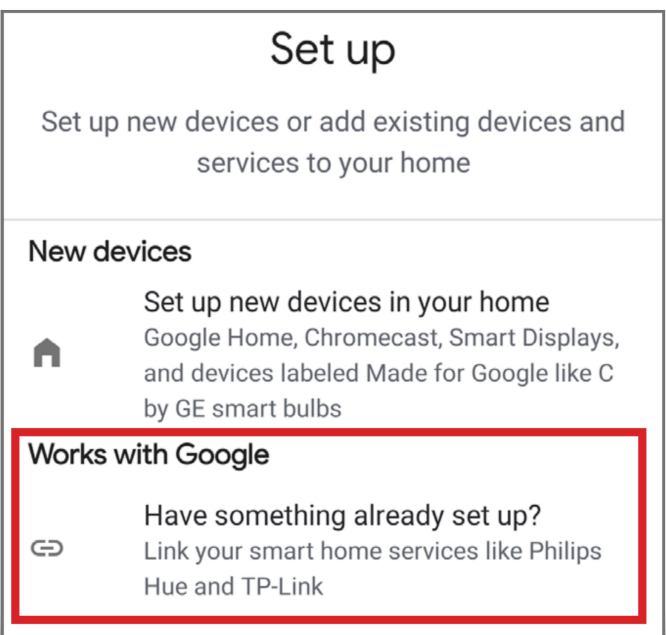 Set up
Set up new devices or add existing devices and
services to your home
New devices
Set up new devices in your home
Google Home, Chromecast, Smart Displays,
and devices labeled Made for Google like C
by GE smart bulbs
Works with Google
Have something already set up?
Link your smart home services like Philips
Hue and TP-Link